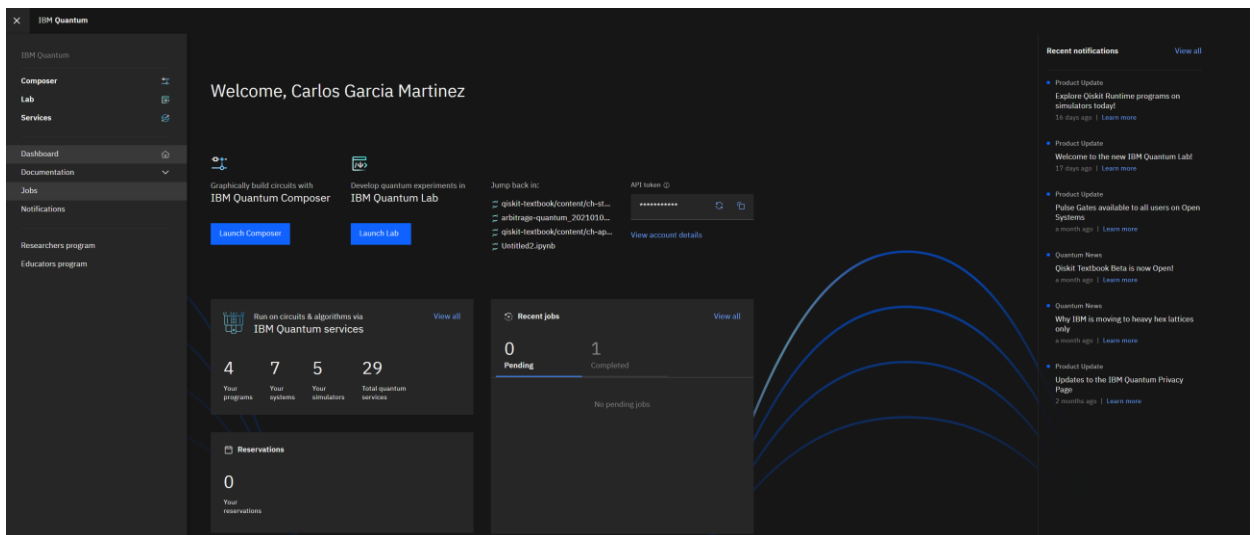 IBM Quantum
IBM Quantum
Composer
Lab
Services
Dashboard
Documentation
Jobs
Notifications
Researchers program
Educators program
Welcome, Carlos Garcia Martinez
Graphically build circuits with
IBM Quantum Composer
Launch Composer
Develop quantum experiments in
IBM Quantum Lab
Launch Lab
Jump back in:
qiskit-textbook/content/ch-st...
arbitrage-quantum_2021010...
qiskit-textbook/content/ch-ap...
Untitled2.ipynb
API token
***********
View account details
Run on circuits & algorithms via
IBM Quantum services
View all
4
Your
programs
7
Your
systems
5
Your
simulators
29
Total quantum
services
Recent jobs
View all
0
Pending
1
Completed
No pending jobs
Reservations
0
Your
reservations
Recent notifications
View all
Product Update
Explore Qiskit Runtime programs on
simulators today!
16 days ago | Learn more
Product Update
Welcome to the new IBM Quantum Lab!
17 days ago | Learn more
Product Update
Pulse Gates available to all users on Open
Systems
a month ago | Learn more
Quantum News
Qiskit Textbook Beta is now Open!
a month ago | Learn more
Quantum News
Why IBM is moving to heavy hex lattices
only
a month ago | Learn more
Product Update
Updates to the IBM Quantum Privacy
Page
2 months ago | Learn more